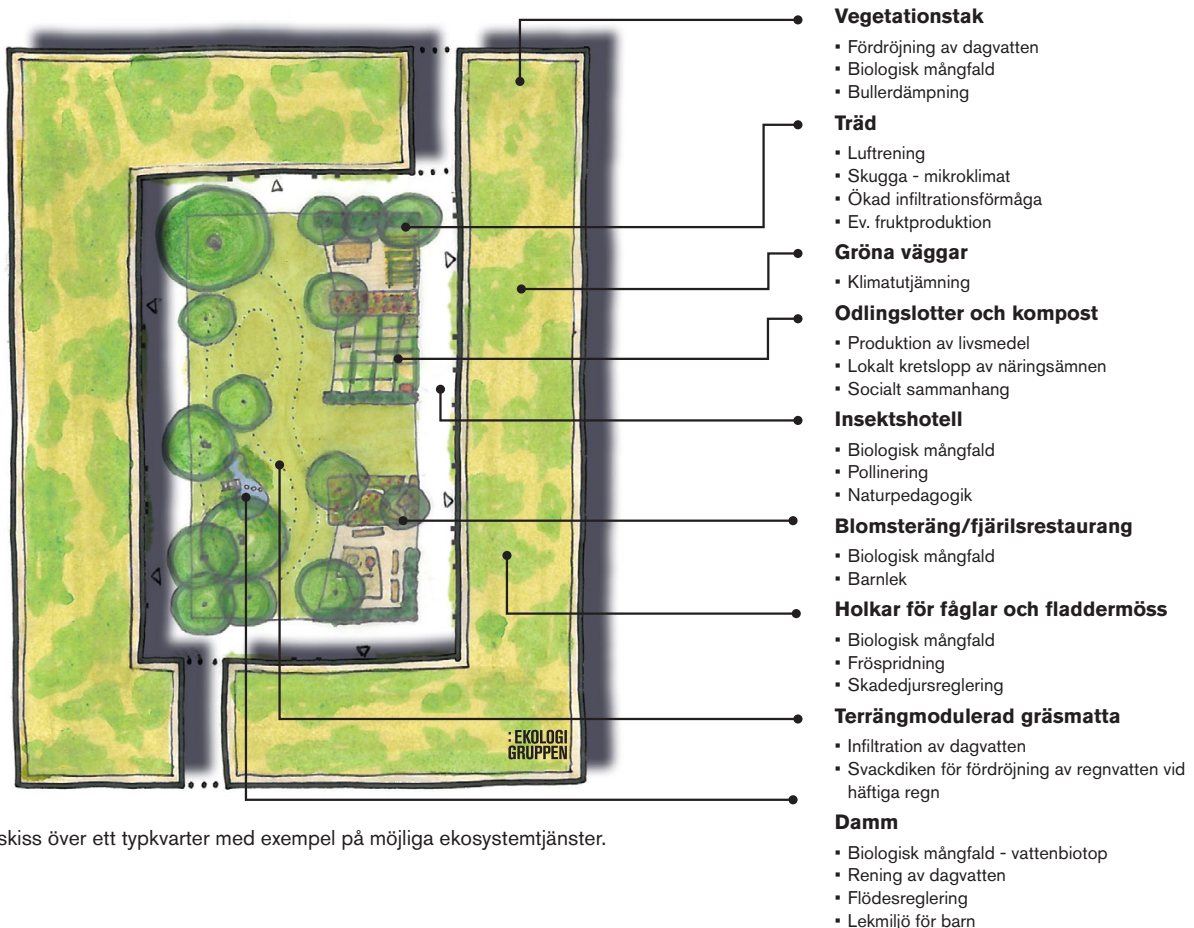 Vegetationstak
▪ Fördröjning av dagvatten
▪ Biologisk mångfald
▪ Bullerdämpning
Träd
▪ Luftrening
▪ Skugga - mikroklimat
▪ Ökad infiltrationsförmåga
▪ Ev. fruktproduktion
Gröna väggar
▪ Klimatutjämning
Odlingslotter och kompost
▪ Produktion av livsmedel
▪ Lokalt kretslopp av näringsämnen
▪ Socialt sammanhang
Insektshotell
▪ Biologisk mångfald
▪ Pollinering
▪ Naturpedagogik
Blomsteräng/fjärilsrestaurang
▪ Biologisk mångfald
▪ Barnlek
Holkar för fåglar och fladdermöss
▪ Biologisk mångfald
▪ Fröspridning
▪ Skadedjursreglering
Terrängmodulerad gräsmatta
▪ Infiltration av dagvatten
▪ Svackdiken för fördröjning av regnvatten vid
häftiga regn
Damm
▪ Biologisk mångfald - vattenbiotop
▪ Rening av dagvatten
▪ Flödesreglering
▪ Lekmiljö för barn
:EKOLOGI
GRUPPEN
skiss över ett typkvarter med exempel på möjliga ekosystemtjänster.